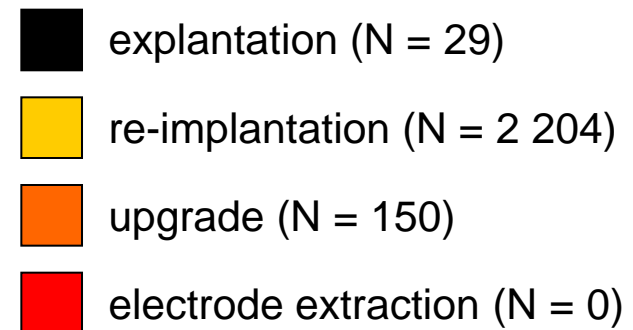 explantation (N = 29)
re-implantation (N = 2 204)
upgrade (N = 150)
electrode extraction (N = 0)